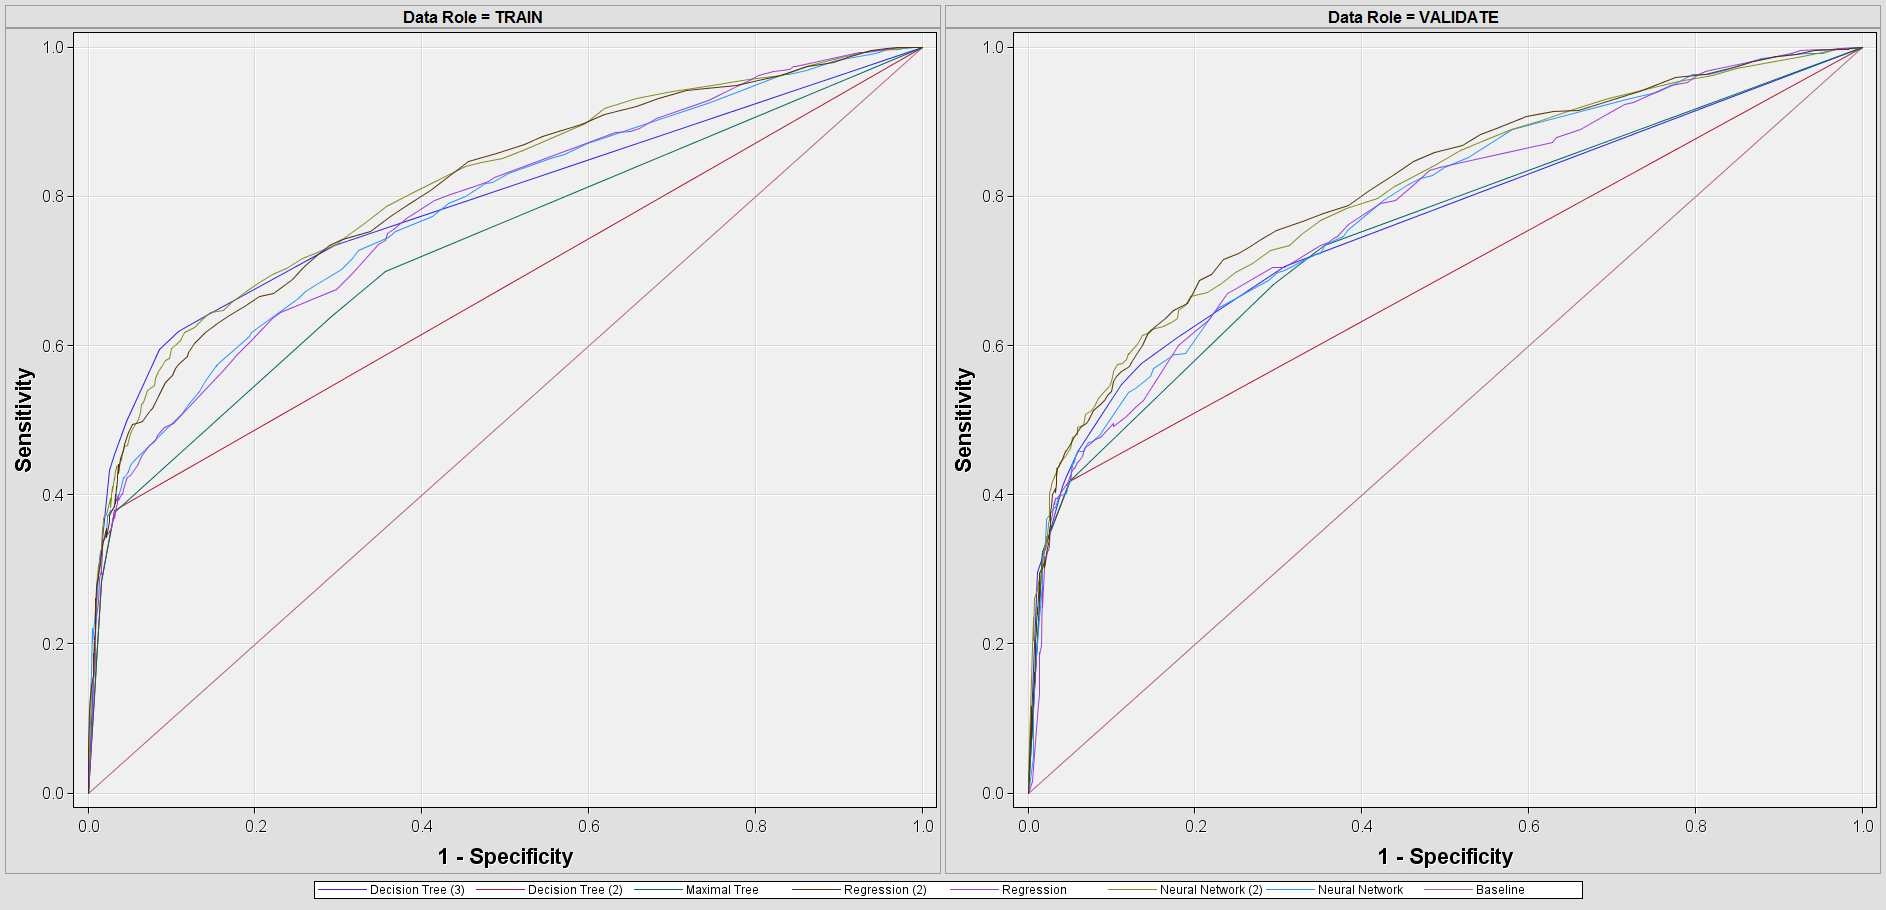 Data Role = TRAIN
Data Role = VALIDATE
1.0
0.8
0.6
0.4
0.2
0.0
Sensitivity
0.0 0.2 0.4 0.6 0.8 1.0
1 - Specificity
1.0
0.8
0.6
0.4
0.2
0.0
Sensitivity
0.0 0.2 0.4 0.6 0.8 1.0
1 - Specificity
Decision Tree (3) Decision Tree (2) Maximal Tree Regression (2) Regression Neural Network (2) Neural Network Baseline